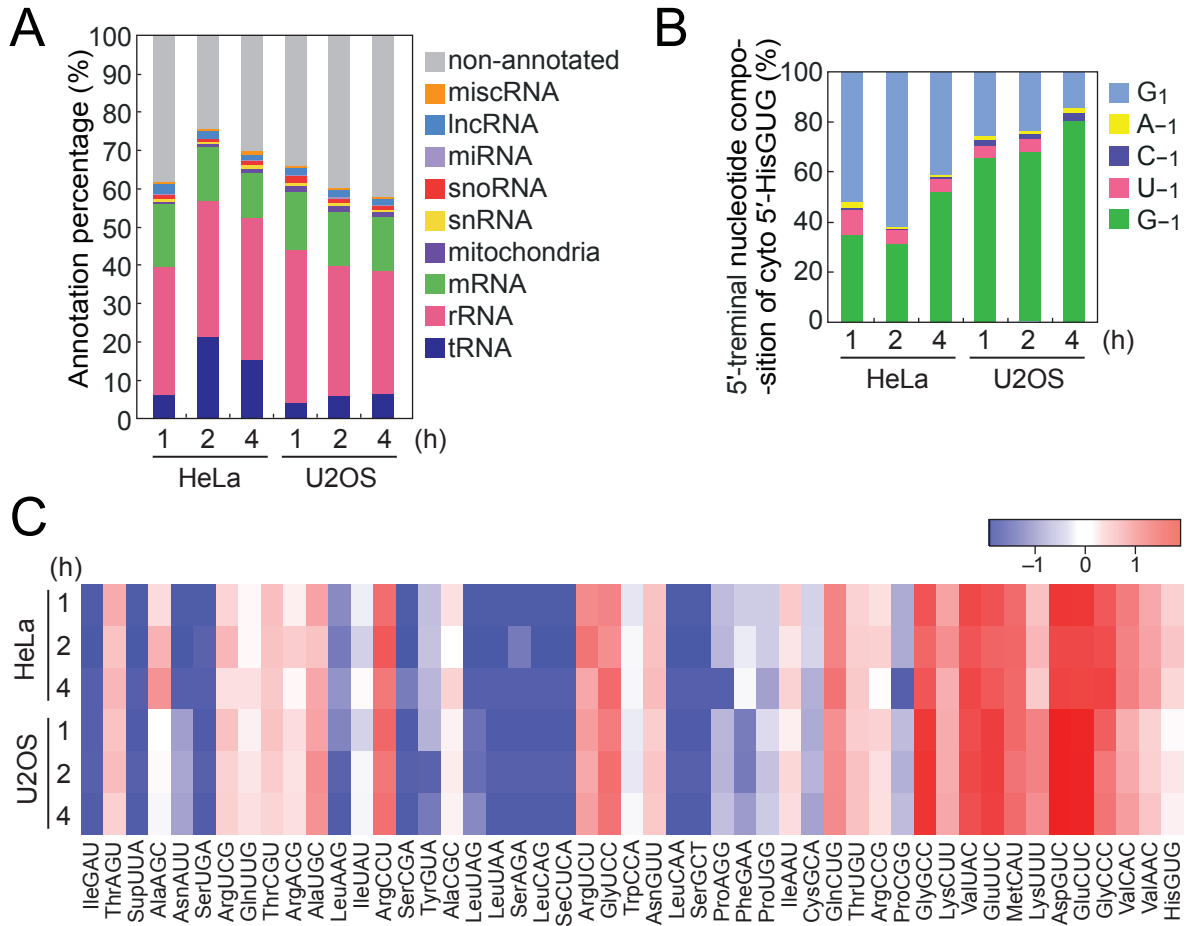 A
Annotation percentage (%)
100
90
80
70
60
50
40
30
20
10
0
1 2 4 1 2 4 (h)
HeLa U2OS
non-annotated
miscRNA
lncRNA
miRNA
snoRNA
snRNA
mitochondria
mRNA
rRNA
tRNA
B
5'-treminal nucleotide compo-
-sition of cyto 5'-HisGUG (%)
100
80
60
40
20
0
1 2 4 1 2 4 (h)
HeLa U2OS
G1
A−1
C−1
U−1
G−1
C
−1 0 1
(h)
HeLa
1
2
4
U2OS
1
2
4
IleGAU
ThrAGU
SupUUA
AlaAGC
AsnAUU
SerUGA
ArgUCG
GlnUUG
ThrCGU
ArgACG
AlaUGC
LeuAAG
IleUAU
ArgCCU
SerCGA
TyrGUA
AlaCGC
LeuUAG
LeuUAA
SerAGA
LeuCAG
SeCUCA
ArgUCU
GlyUCC
TrpCCA
AsnGUU
LeuCAA
SerGCT
ProAGG
PheGAA
ProUGG
IleAAU
CysGCA
GlnCUG
ThrUGU
ArgCCG
ProCGG
GlyGCC
LysCUU
ValUAC
GluUUC
MetCAU
LysUUU
AspGUC
GluCUC
GlyCCC
ValCAC
ValAAC
HisGUG